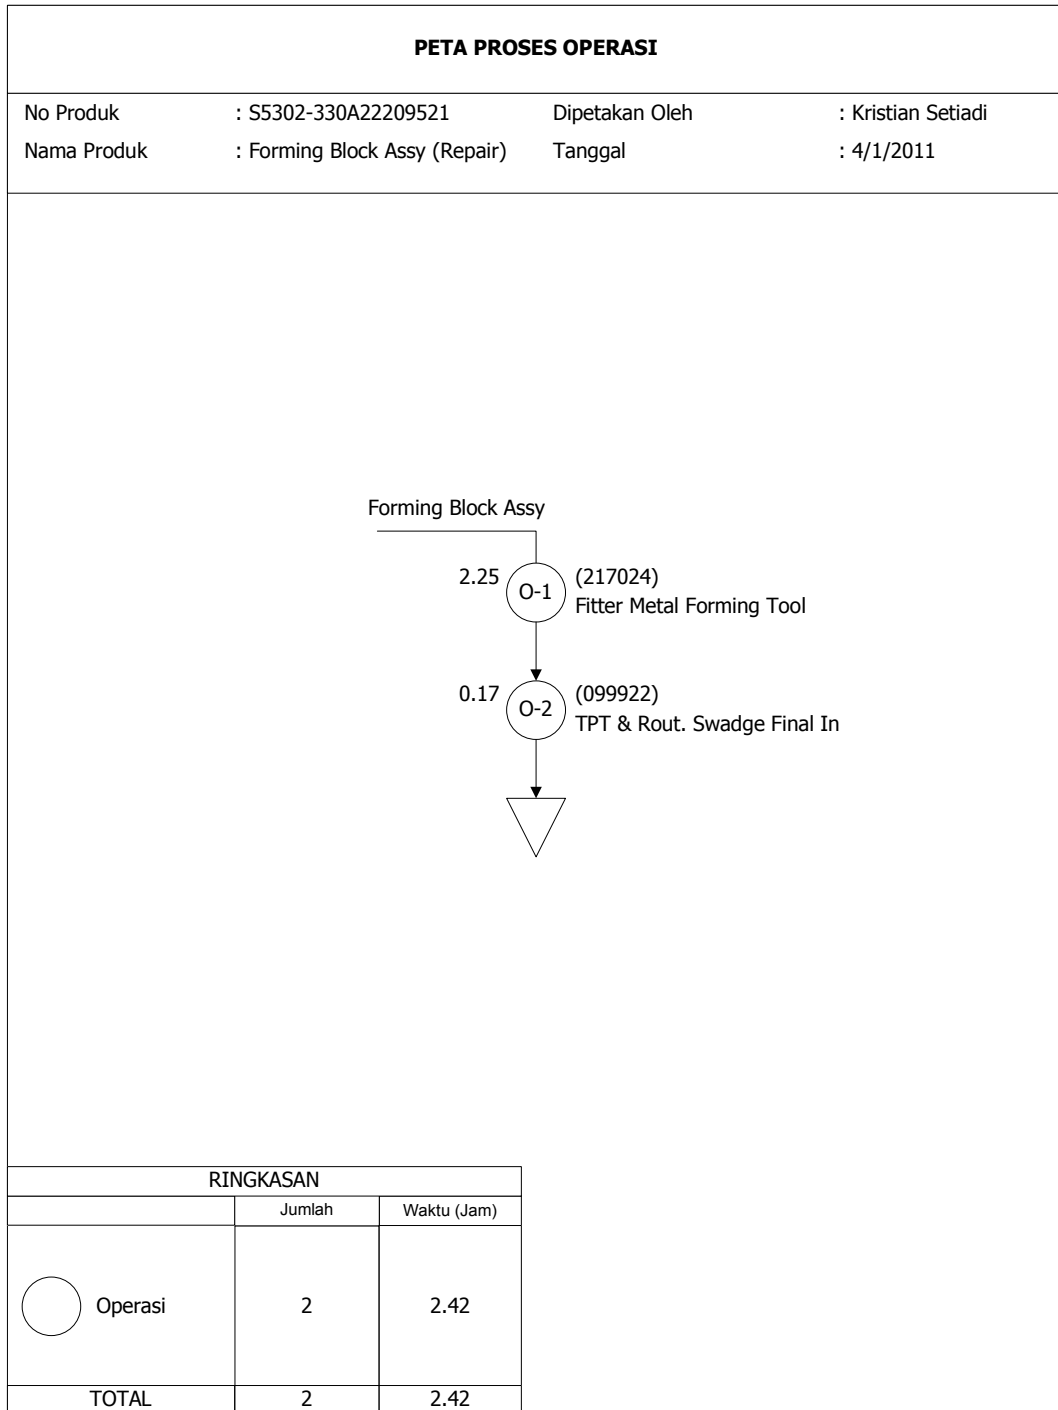 PETA PROSES OPERASI
No Produk : S5302-330A22209521 Dipetakan Oleh : Kristian Setiadi
Nama Produk : Forming Block Assy (Repair) Tanggal : 4/1/2011
Forming Block Assy
2.25 O-1 (217024)
Fitter Metal Forming Tool
0.17 O-2 (099922)
TPT & Rout. Swadge Final In
RINGKASAN
Jumlah Waktu (Jam)
Operasi 2 2.42
TOTAL 2 2.42